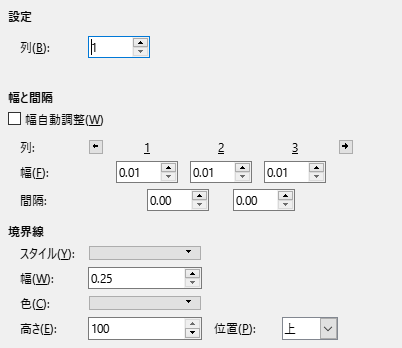 設定
列(B): 1
幅と間隔
幅自動調整(W)
列: 1 2 3
幅(F): 0.01 0.01 0.01
間隔: 0.00 0.00
境界線
スタイル(Y):
幅(W): 0.25
色(C):
高さ(E): 100 位置(P): 上